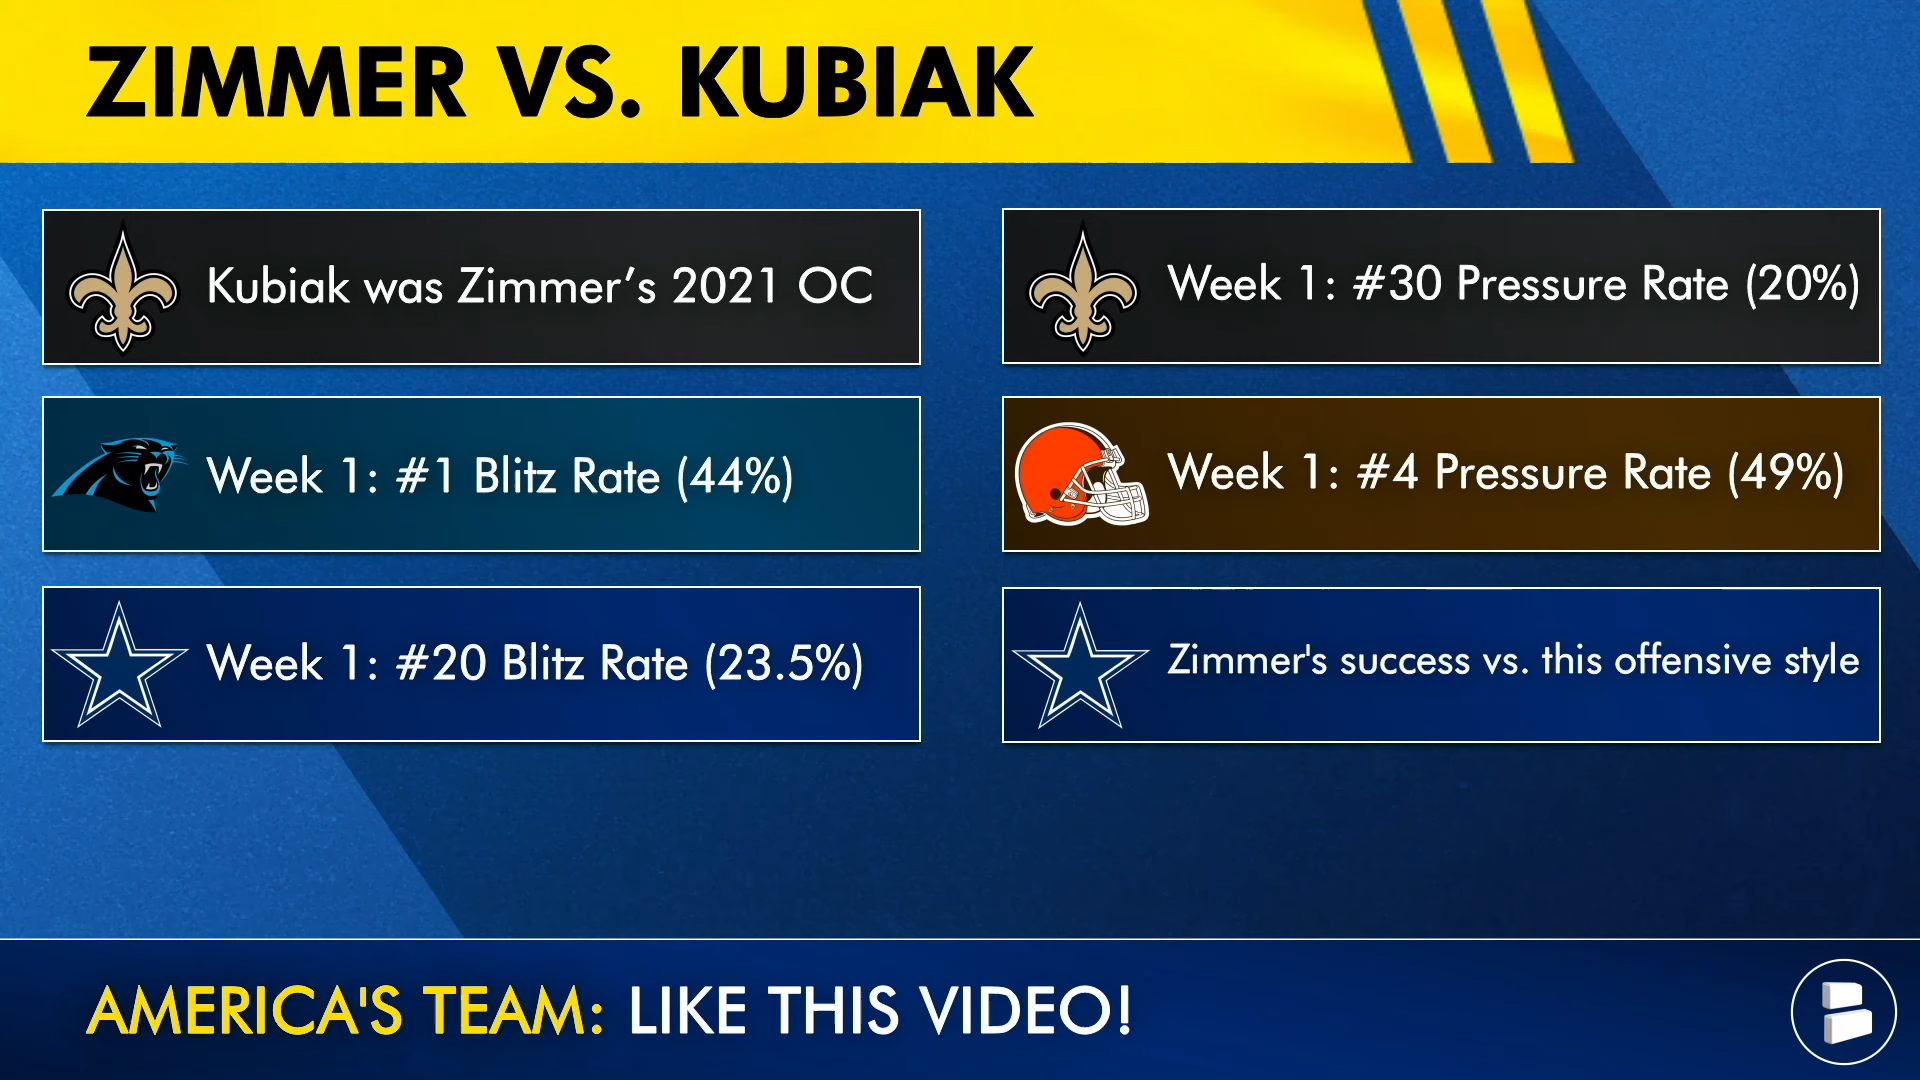 ZIMMER VS. KUBIAK
Kubiak was Zimmer’s 2021 OC
Week 1: #1 Blitz Rate (44%)
Week 1: #20 Blitz Rate (23.5%)
Week 1: #30 Pressure Rate (20%)
Week 1: #4 Pressure Rate (49%)
Zimmer's success vs. this offensive style
AMERICA'S TEAM: LIKE THIS VIDEO!